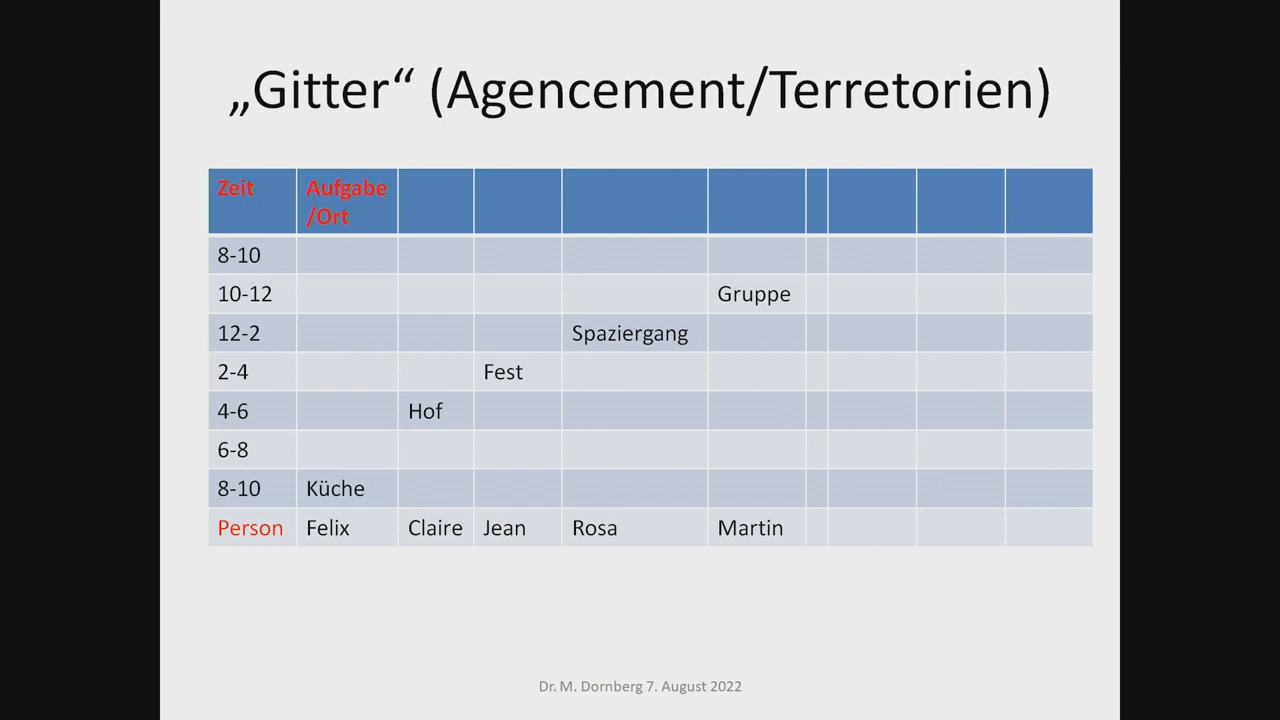 „Gitter“ (Agencement/Terretorien)
Zeit Aufgabe
/Ort
8-10
10-12 Gruppe
12-2 Spaziergang
2-4 Fest
4-6 Hof
6-8
8-10 Küche
Person Felix Claire Jean Rosa Martin
Dr. M. Dornberg 7. August 2022